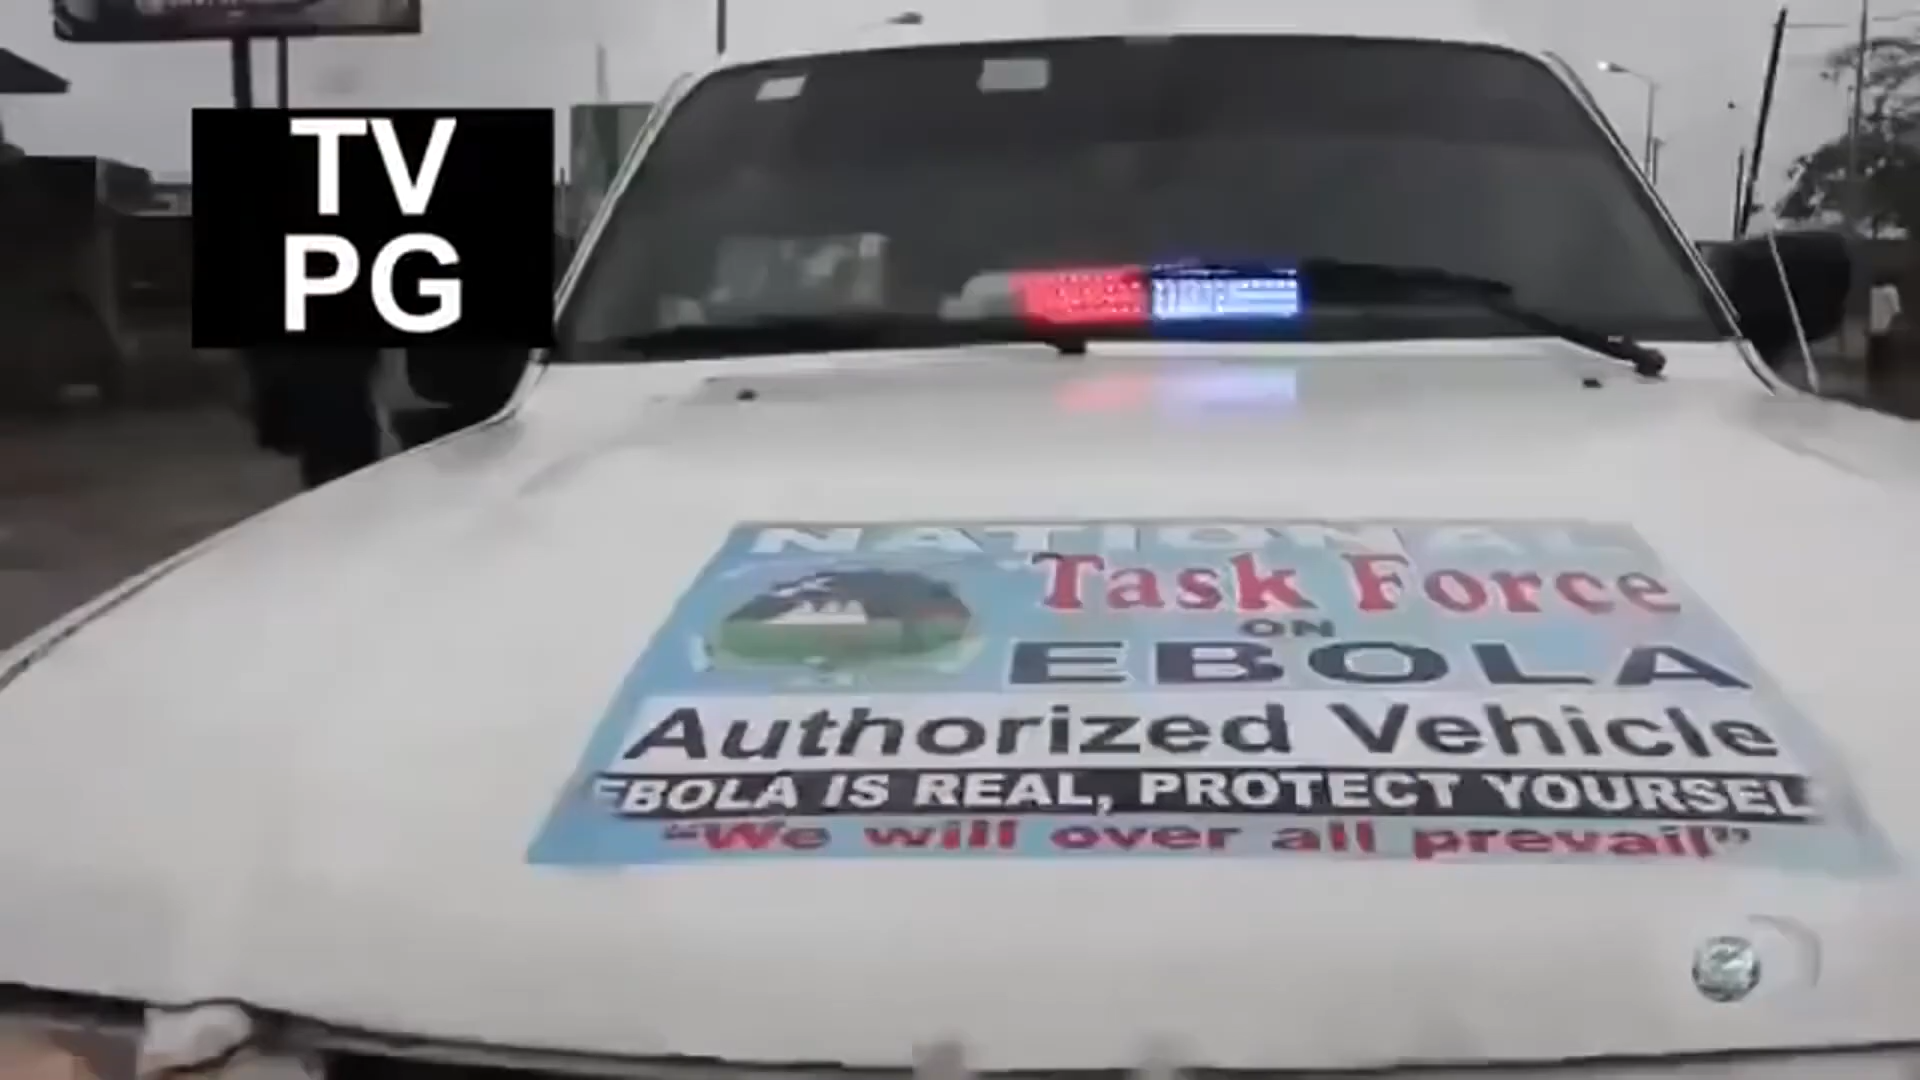 TV
PG
NATIONAL
Task Force
ON
EBOLA
Authorized Vehicle
EBOLA IS REAL, PROTECT YOURSEL
"We will over all prevail"